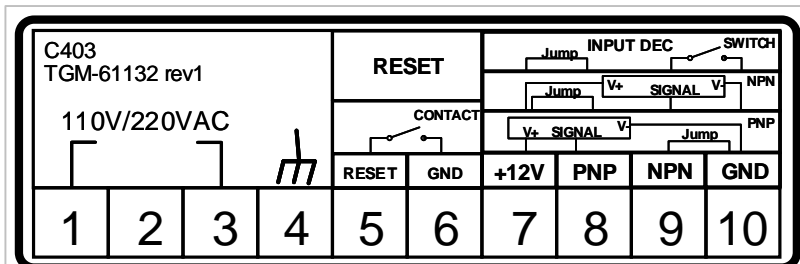 C403
TGM-61132 rev1
110V/220VAC
RESET
CONTACT
INPUT DEC
Jump
SWITCH
Jump
V+
SIGNAL
V-
NPN
V+
SIGNAL
V-
Jump
PNP
RESET
GND
+12V
PNP
NPN
GND
1
2
3
4
5
6
7
8
9
10